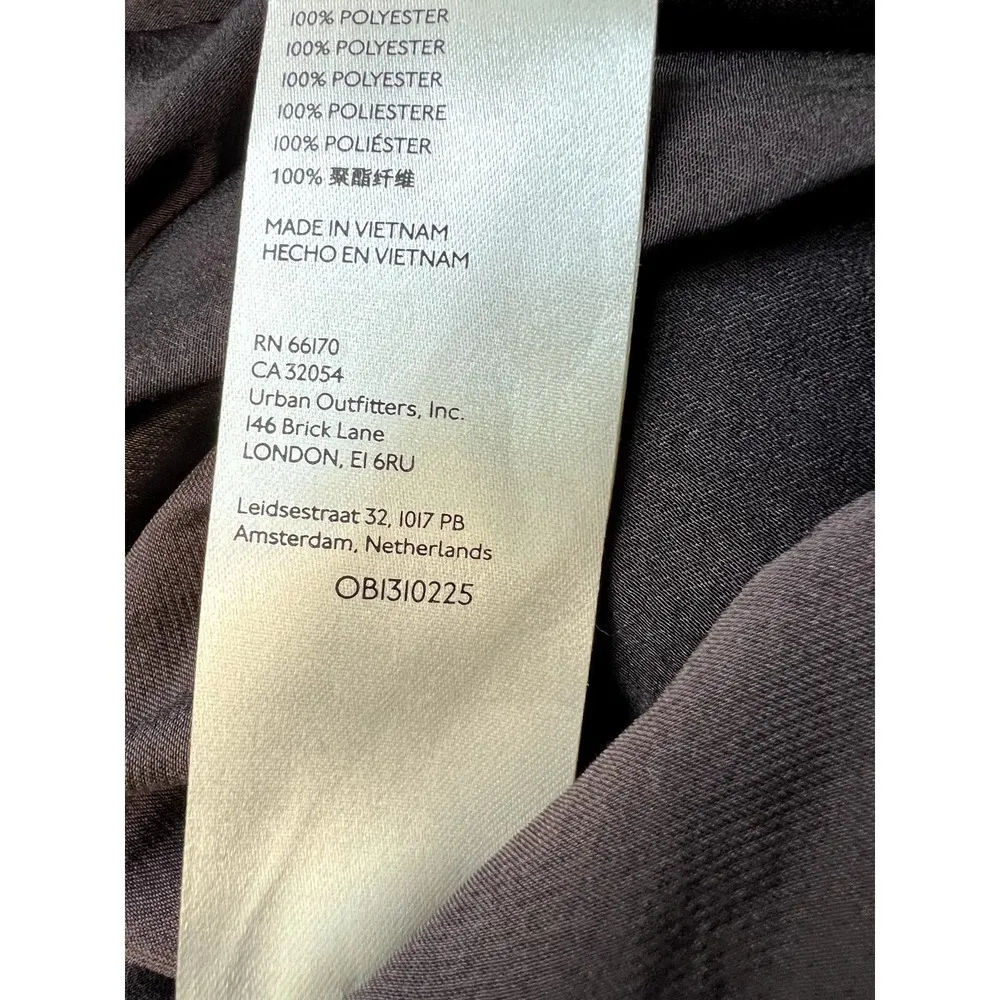 100% POLYESTER
100% POLYESTER
100% POLYESTER
100% POLIESTERE
100% POLIÉSTER
100% 聚酯纤维
MADE IN VIETNAM
HECHO EN VIETNAM
RN 66170
CA 32054
Urban Outfitters, Inc.
146 Brick Lane
LONDON, E1 6RU
Leidsestraat 32, 1017 PB
Amsterdam, Netherlands
OB1310225